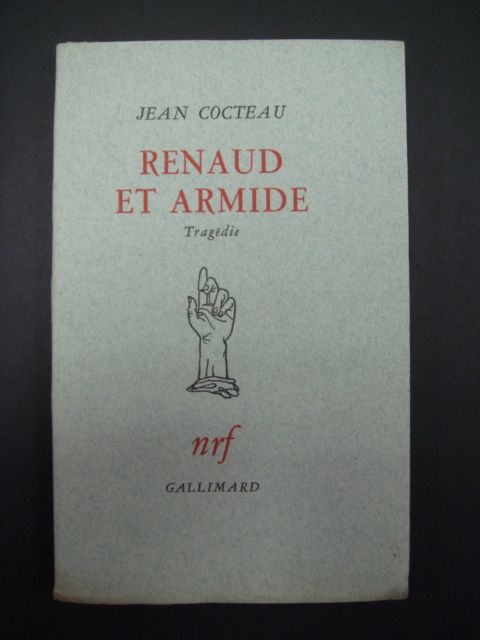 JEAN COCTEAU
RENAUD
ET ARMIDE
Tragédie
nrf
GALLIMARD